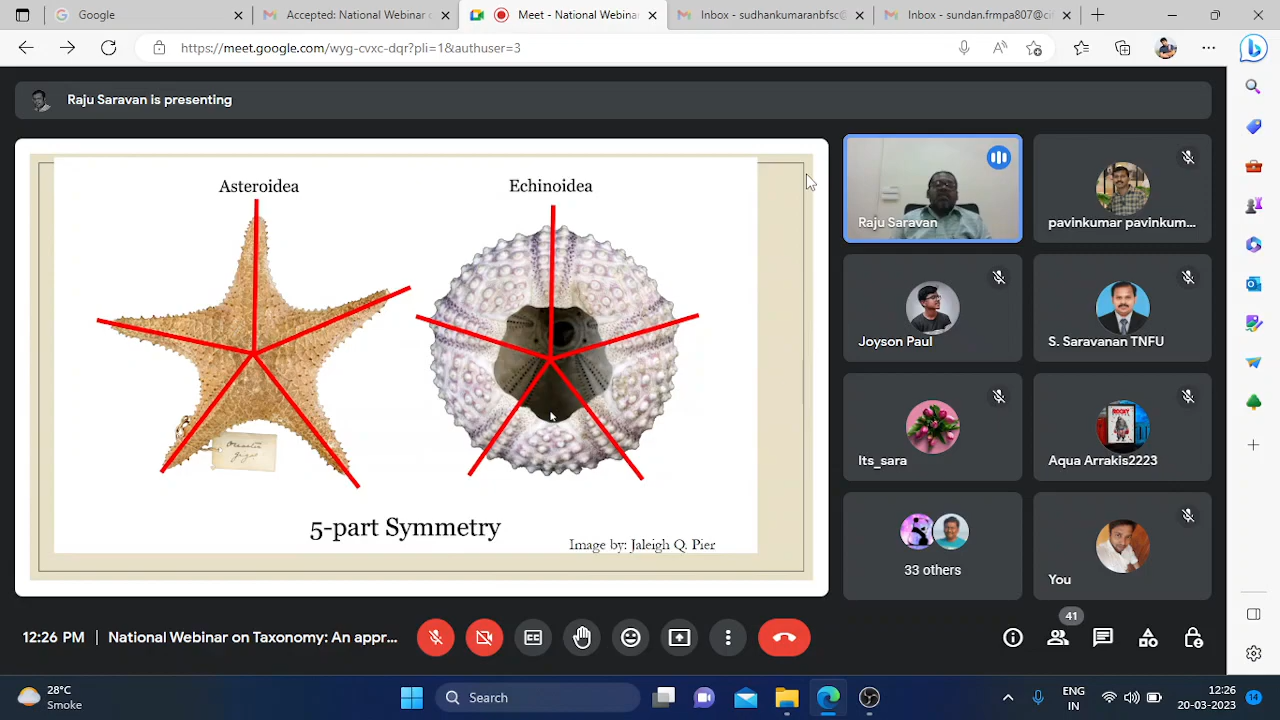 Google
Accepted: National Webinar
Meet - National Webinar
Inbox - sudhankumaranbfsc@
Inbox - sundan.frmpa807@c
https://meet.google.com/wyg-cvxc-dqr?pli=1&authuser=3
Raju Saravan is presenting
Asteroidea
Echinoidea
5-part Symmetry
Image by: Jaleigh Q. Pier
Raju Saravan
pavinkumar pavinkum...
Joyson Paul
S. Saravanan TNFU
Its_sara
Aqua Arrakis2223
33 others
You
12:26 PM | National Webinar on Taxonomy: An appr...
41
28°C
Smoke
Search
ENG
IN
12:26
20-03-2023
14